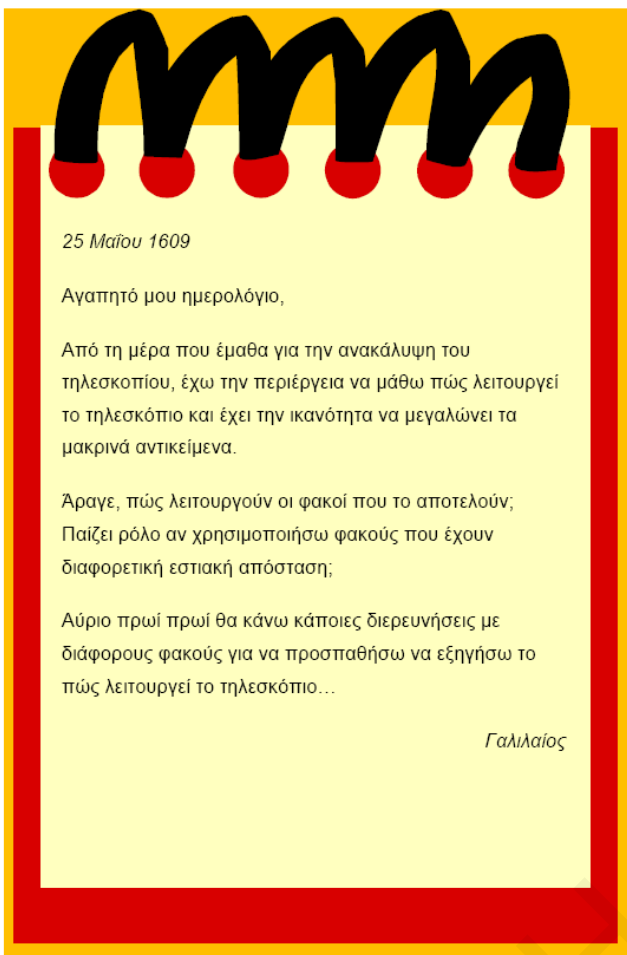 25 Μαΐου 1609
Αγαπητό μου ημερολόγιο,
Από τη μέρα που έμαθα για την ανακάλυψη του
τηλεσκοπίου, έχω την περιέργεια να μάθω πώς λειτουργεί
το τηλεσκόπιο και έχει την ικανότητα να μεγαλώνει τα
μακρινά αντικείμενα.
Άραγε, πώς λειτουργούν οι φακοί που το αποτελούν;
Παίζει ρόλο αν χρησιμοποιήσω φακούς που έχουν
διαφορετική εστιακή απόσταση;
Αύριο πρωί πρωί θα κάνω κάποιες διερευνήσεις με
διάφορους φακούς για να προσπαθήσω να εξηγήσω το
πώς λειτουργεί το τηλεσκόπιο…
Γαλιλαίος